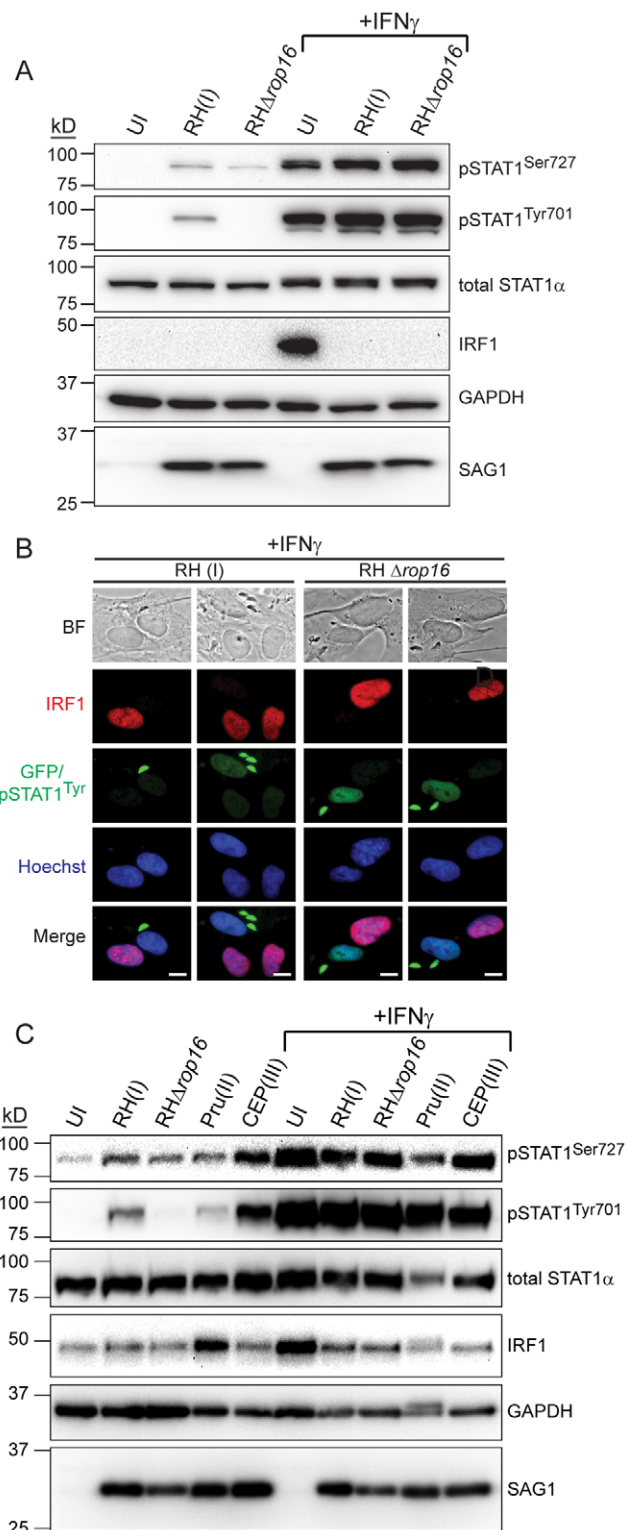 +IFNγ
A
kD
UI
RH(I)
RHΔrop16
UI
RH(I)
RHΔrop16
100
75
pSTAT1Ser727
100
75
pSTAT1Tyr701
100
75
total STAT1α
50
IRF1
37
GAPDH
37
25
SAG1
B
+IFNγ
RH (I)
RH Δrop16
BF
IRF1
D
GFP/
pSTAT1Tyr
Hoechst
Merge
C
+IFNγ
kD
UI
RH(I)
RHΔrop16
Pru(II)
CEP(III)
UI
RH(I)
RHΔrop16
Pru(II)
CEP(III)
100
75
pSTAT1Ser727
100
75
pSTAT1Tyr701
100
75
total STAT1α
50
IRF1
37
GAPDH
37
25
SAG1